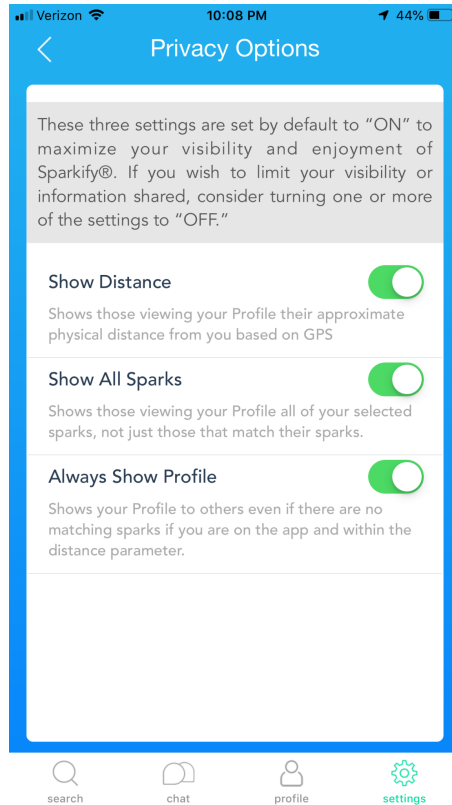 Verizon 10:08 PM 44%
Privacy Options
These three settings are set by default to “ON” to
maximize your visibility and enjoyment of
Sparkify®. If you wish to limit your visibility or
information shared, consider turning one or more
of the settings to “OFF.”
Show Distance
Shows those viewing your Profile their approximate
physical distance from you based on GPS
Show All Sparks
Shows those viewing your Profile all of your selected
sparks, not just those that match their sparks.
Always Show Profile
Shows your Profile to others even if there are no
matching sparks if you are on the app and within the
distance parameter.
search chat profile settings